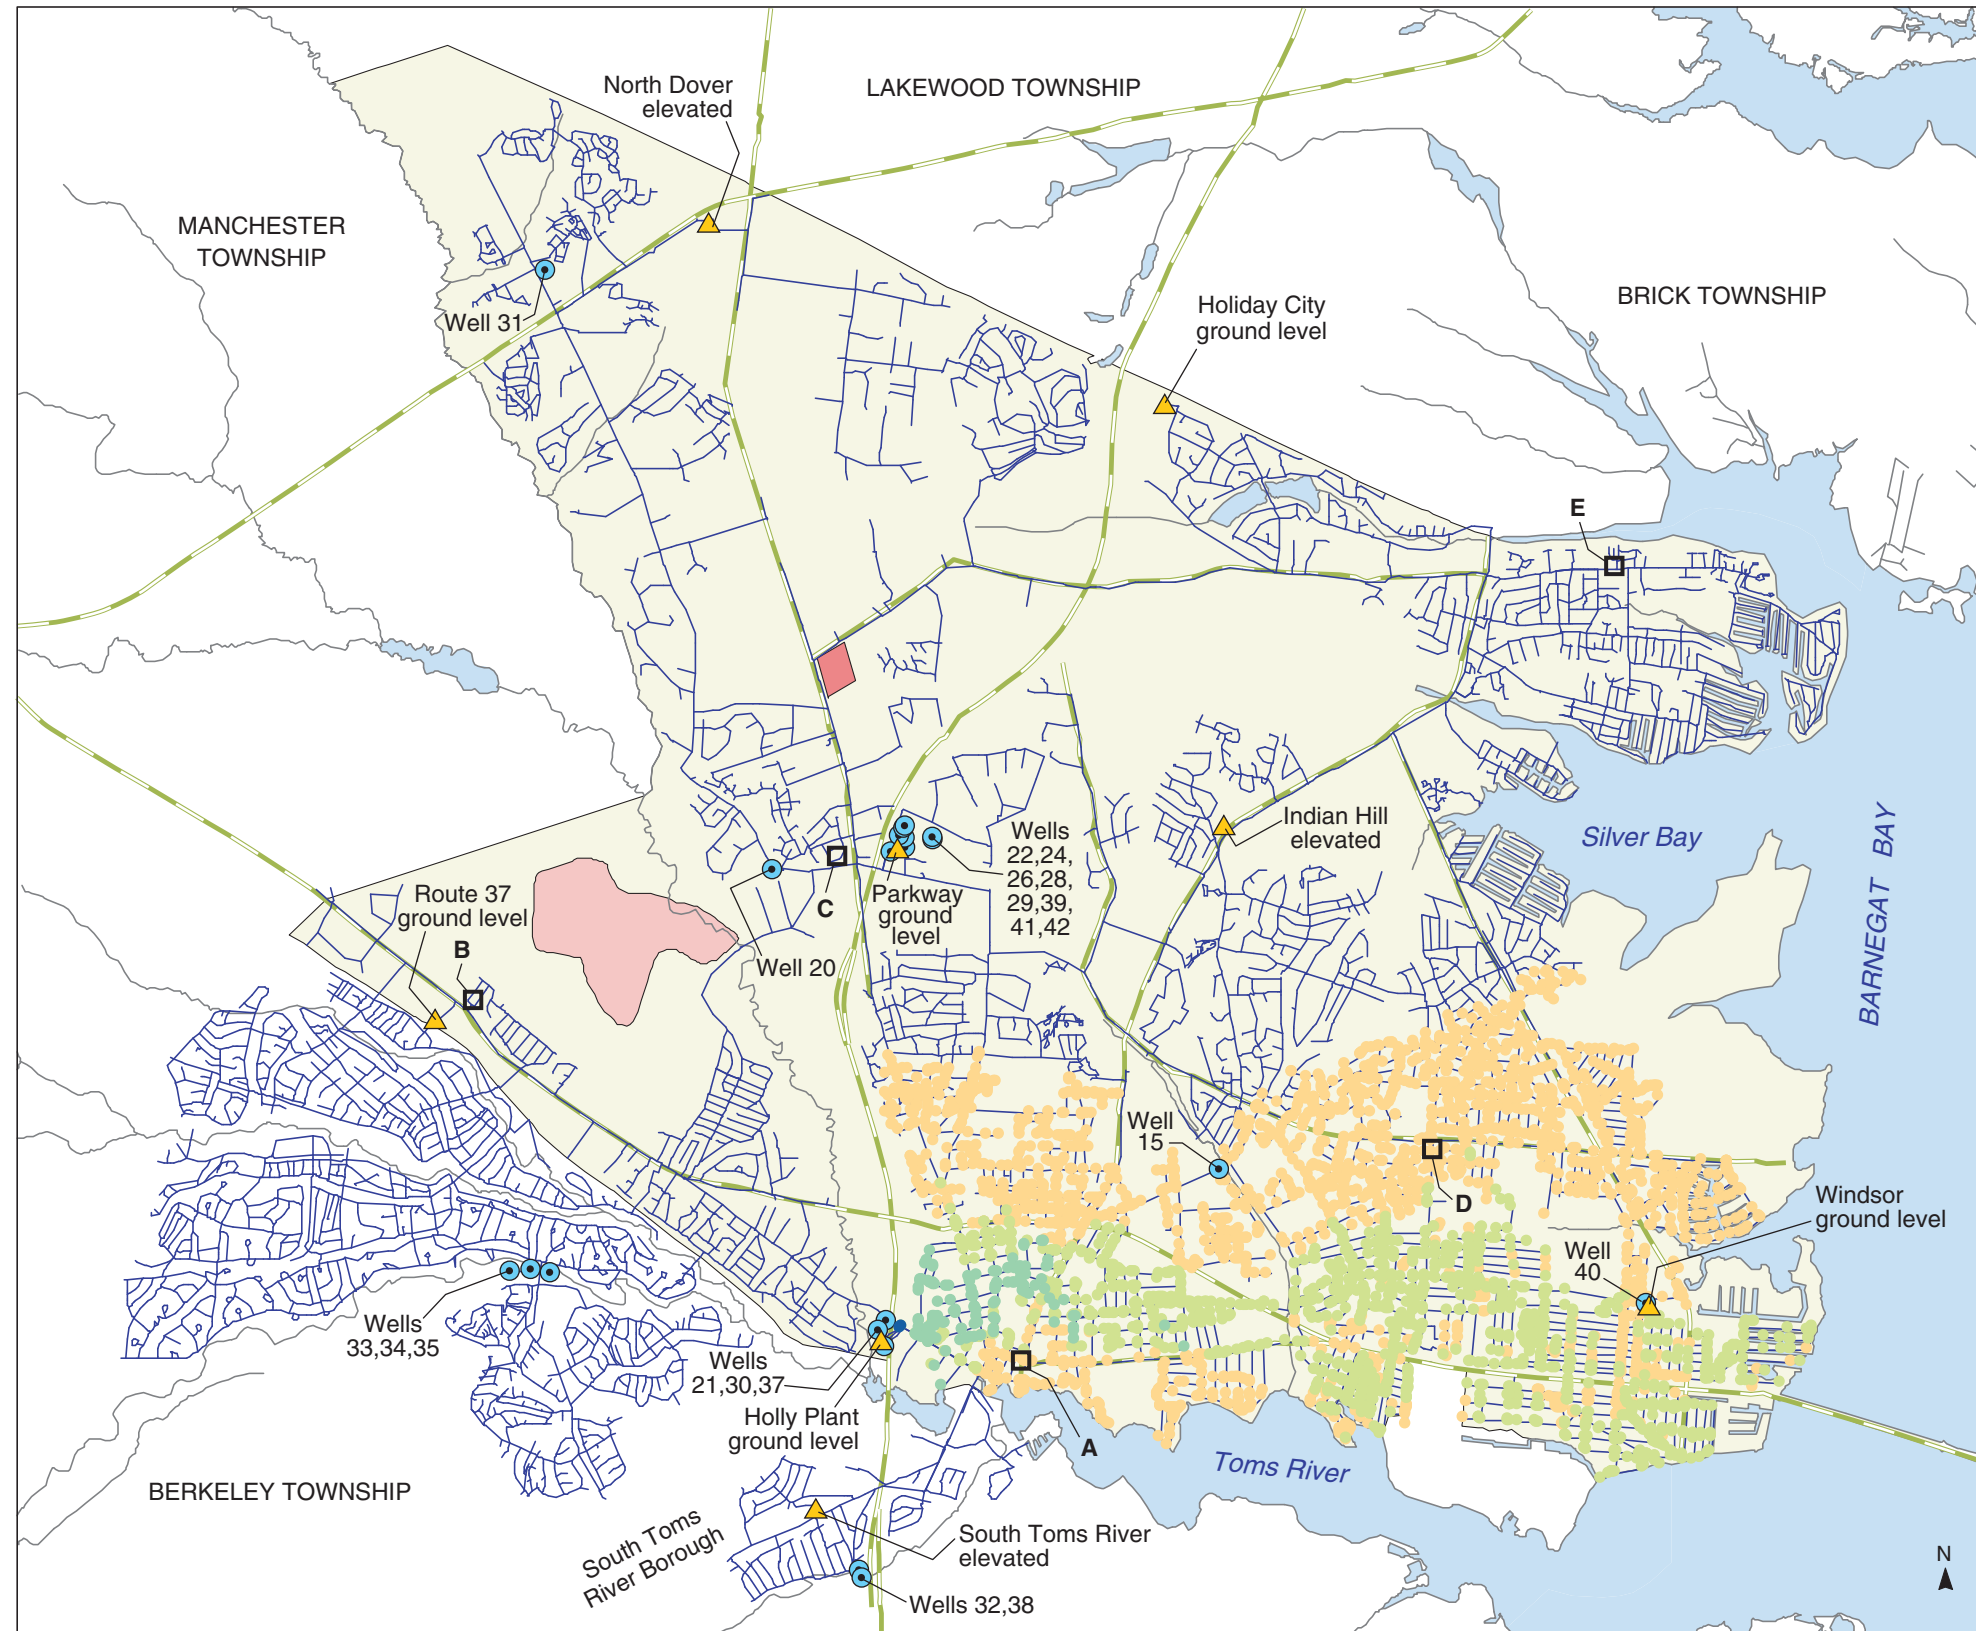 North Dover
elevated
LAKEWOOD TOWNSHIP
MANCHESTER
TOWNSHIP
Well 31
Holiday City
ground level
BRICK TOWNSHIP
E
Indian Hill
elevated
Silver Bay
BARNEGAT BAY
Wells
22,24,
26,28,
29,39,
41,42
Parkway
ground
level
C
Well 20
Route 37
ground level
B
Well
15
D
Windsor
ground level
Well
40
Wells
33,34,35
Wells
21,30,37
Holly Plant
ground level
A
Toms River
BERKELEY TOWNSHIP
South Toms
River Borough
South Toms River
elevated
Wells 32,38
N